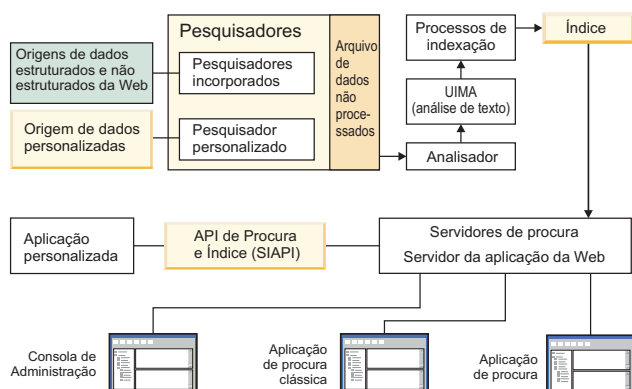 Origens de dados
estruturados e não
estruturados da Web
Origem de dados
personalizadas
Pesquisadores
Pesquisadores
incorporados
Pesquisador
personalizado
Arquivo
de
dados
não
proce-
ssados
Processos de
indexação
UIMA
(análise de texto)
Analisador
Índice
Aplicação
personalizada
API de Procura
e Índice (SIAPI)
Servidores de procura
Servidor da aplicação da Web
Consola de
Administração
Aplicação
de procura
clássica
Aplicação
de procura